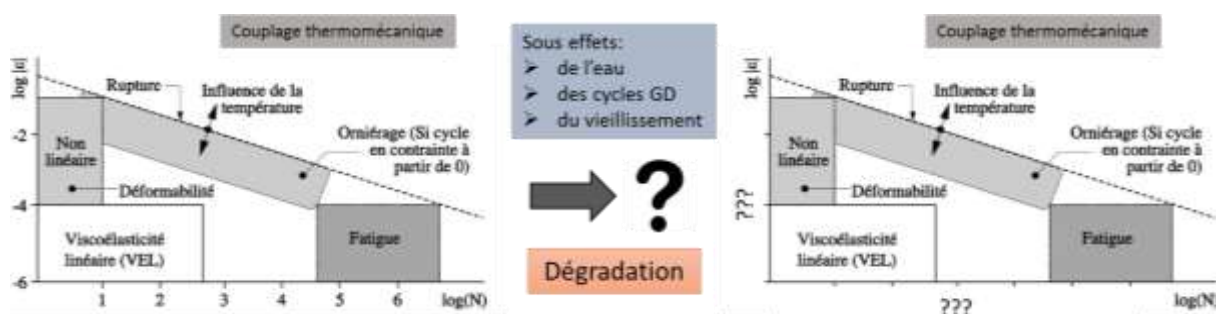 Couplage thermomécanique
log |ε|
Rupture
Influence de la
température
-2
Non
linéaire
Orniérage (Si cycle
en contrainte à
partir de 0)
Déformabilité
-4
Viscoélasticité
linéaire (VEL)
Fatigue
-6
1 2 3 4 5 6 log(N)
Sous effets:
➢ de l'eau
➢ des cycles GD
➢ du vieillissement
?
Dégradation
Couplage thermomécanique
log |ε|
Rupture
Influence de la
température
-2
Non
linéaire
Orniérage (Si cycle
en contrainte à
partir de 0)
Déformabilité
???
-4
Viscoélasticité
linéaire (VEL)
Fatigue
-6
??? log(N)